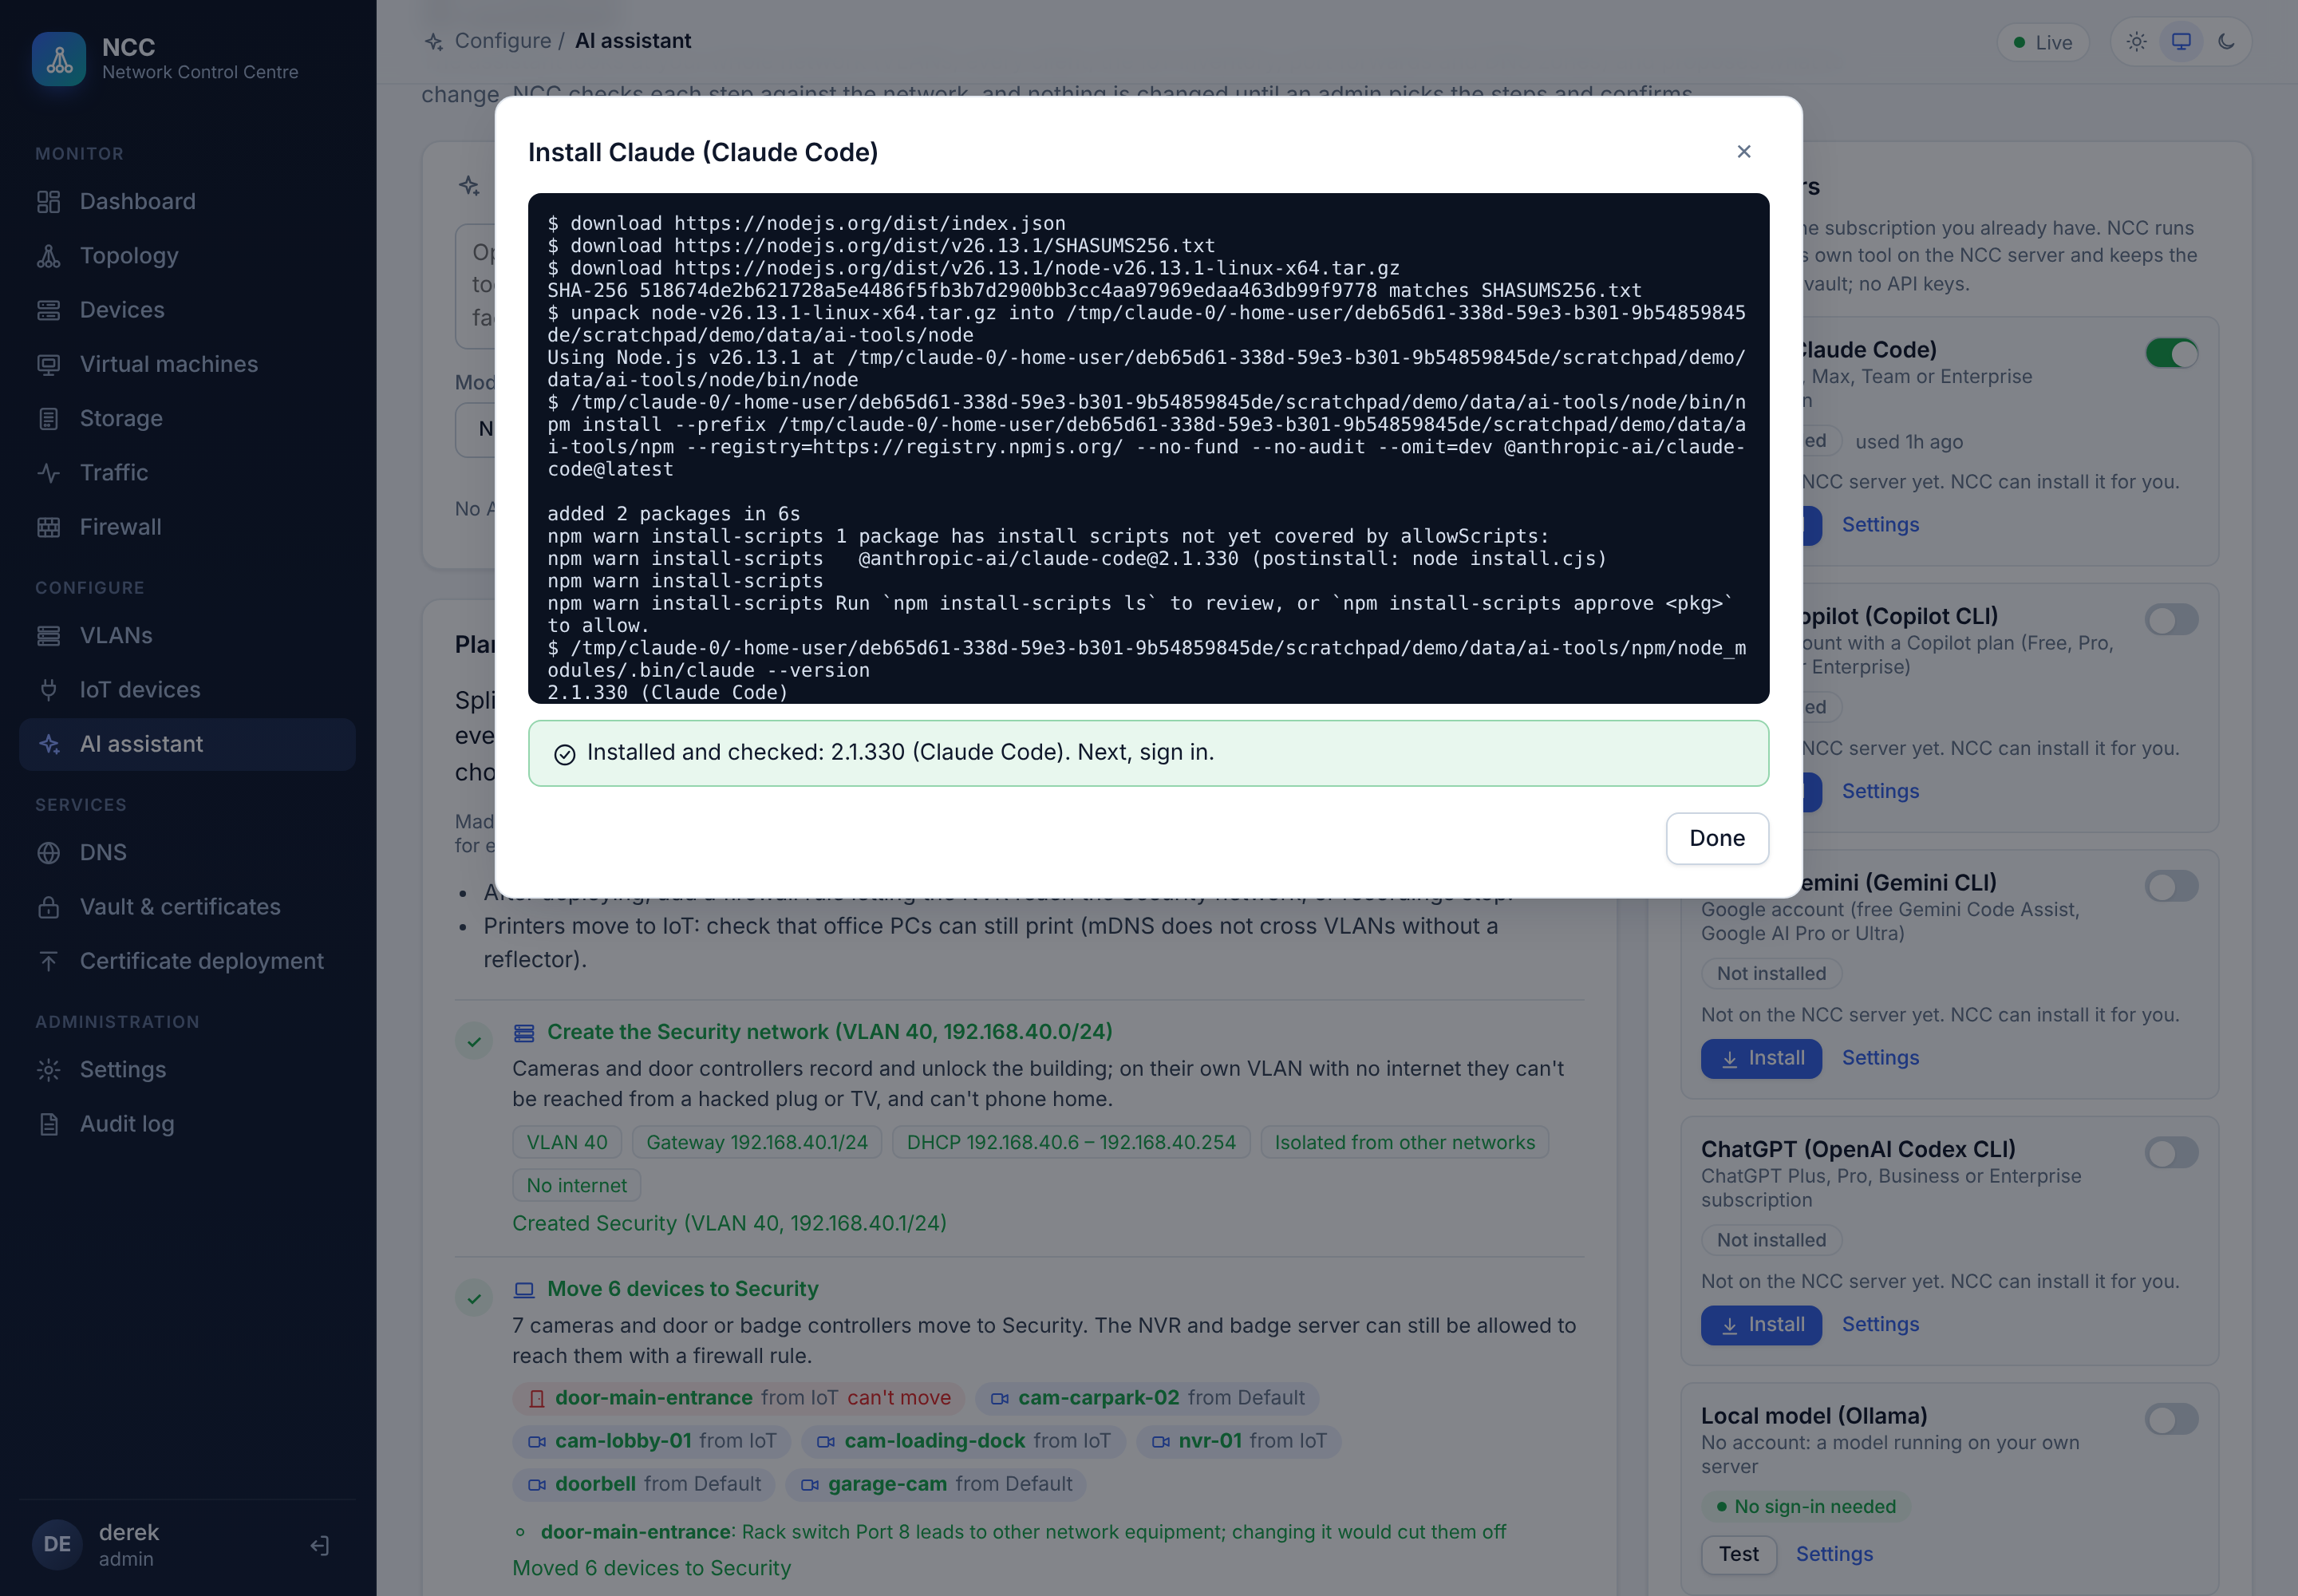 NCC
Network Control Centre
MONITOR
Dashboard
Topology
Devices
Virtual machines
Storage
Traffic
Firewall
CONFIGURE
VLANs
IoT devices
AI assistant
SERVICES
DNS
Vault & certificates
Certificate deployment
ADMINISTRATION
Settings
Audit log
DE
derek
admin
Configure / AI assistant
Live
change. NCC checks each step against the network, and nothing is changed until an admin picks the steps and confirms.
Install Claude (Claude Code)
$ download https://nodejs.org/dist/index.json
$ download https://nodejs.org/dist/v26.13.1/SHASUMS256.txt
$ download https://nodejs.org/dist/v26.13.1/node-v26.13.1-linux-x64.tar.gz
SHA-256 518674de2b621728a5e4486f5fb3b7d2900bb3cc4aa97969edaa463db99f9778 matches SHASUMS256.txt
$ unpack node-v26.13.1-linux-x64.tar.gz into /tmp/claude-0/-home-user/deb65d61-338d-59e3-b301-9b54859845
de/scratchpad/demo/data/ai-tools/node
Using Node.js v26.13.1 at /tmp/claude-0/-home-user/deb65d61-338d-59e3-b301-9b54859845de/scratchpad/demo/
data/ai-tools/node/bin/node
$ /tmp/claude-0/-home-user/deb65d61-338d-59e3-b301-9b54859845de/scratchpad/demo/data/ai-tools/node/bin/n
pm install --prefix /tmp/claude-0/-home-user/deb65d61-338d-59e3-b301-9b54859845de/scratchpad/demo/data/a
i-tools/npm --registry=https://registry.npmjs.org/ --no-fund --no-audit --omit=dev @anthropic-ai/claude-
code@latest
added 2 packages in 6s
npm warn install-scripts 1 package has install scripts not yet covered by allowScripts:
npm warn install-scripts   @anthropic-ai/claude-code@2.1.330 (postinstall: node install.cjs)
npm warn install-scripts
npm warn install-scripts Run `npm install-scripts ls` to review, or `npm install-scripts approve <pkg>`
to allow.
$ /tmp/claude-0/-home-user/deb65d61-338d-59e3-b301-9b54859845de/scratchpad/demo/data/ai-tools/npm/node_m
odules/.bin/claude --version
2.1.330 (Claude Code)
Installed and checked: 2.1.330 (Claude Code). Next, sign in.
Done
Printers move to IoT: check that office PCs can still print (mDNS does not cross VLANs without a
reflector).
Create the Security network (VLAN 40, 192.168.40.0/24)
Cameras and door controllers record and unlock the building; on their own VLAN with no internet they can't
be reached from a hacked plug or TV, and can't phone home.
VLAN 40
Gateway 192.168.40.1/24
DHCP 192.168.40.6 – 192.168.40.254
Isolated from other networks
No internet
Created Security (VLAN 40, 192.168.40.1/24)
Move 6 devices to Security
7 cameras and door or badge controllers move to Security. The NVR and badge server can still be allowed to
reach them with a firewall rule.
door-main-entrance from IoT can't move
cam-carpark-02 from Default
cam-lobby-01 from IoT
cam-loading-dock from IoT
nvr-01 from IoT
doorbell from Default
garage-cam from Default
door-main-entrance: Rack switch Port 8 leads to other network equipment; changing it would cut them off
Moved 6 devices to Security
subscription you already have. NCC runs
own tool on the NCC server and keeps the
vault; no API keys.
Claude Code)
Max, Team or Enterprise
used 1h ago
NCC server yet. NCC can install it for you.
Settings
Copilot (Copilot CLI)
with a Copilot plan (Free, Pro,
Enterprise)
NCC server yet. NCC can install it for you.
Settings
Gemini (Gemini CLI)
Google account (free Gemini Code Assist,
Google AI Pro or Ultra)
Not installed
Not on the NCC server yet. NCC can install it for you.
Install
Settings
ChatGPT (OpenAI Codex CLI)
ChatGPT Plus, Pro, Business or Enterprise
subscription
Not installed
Not on the NCC server yet. NCC can install it for you.
Install
Settings
Local model (Ollama)
No account: a model running on your own
server
No sign-in needed
Test
Settings